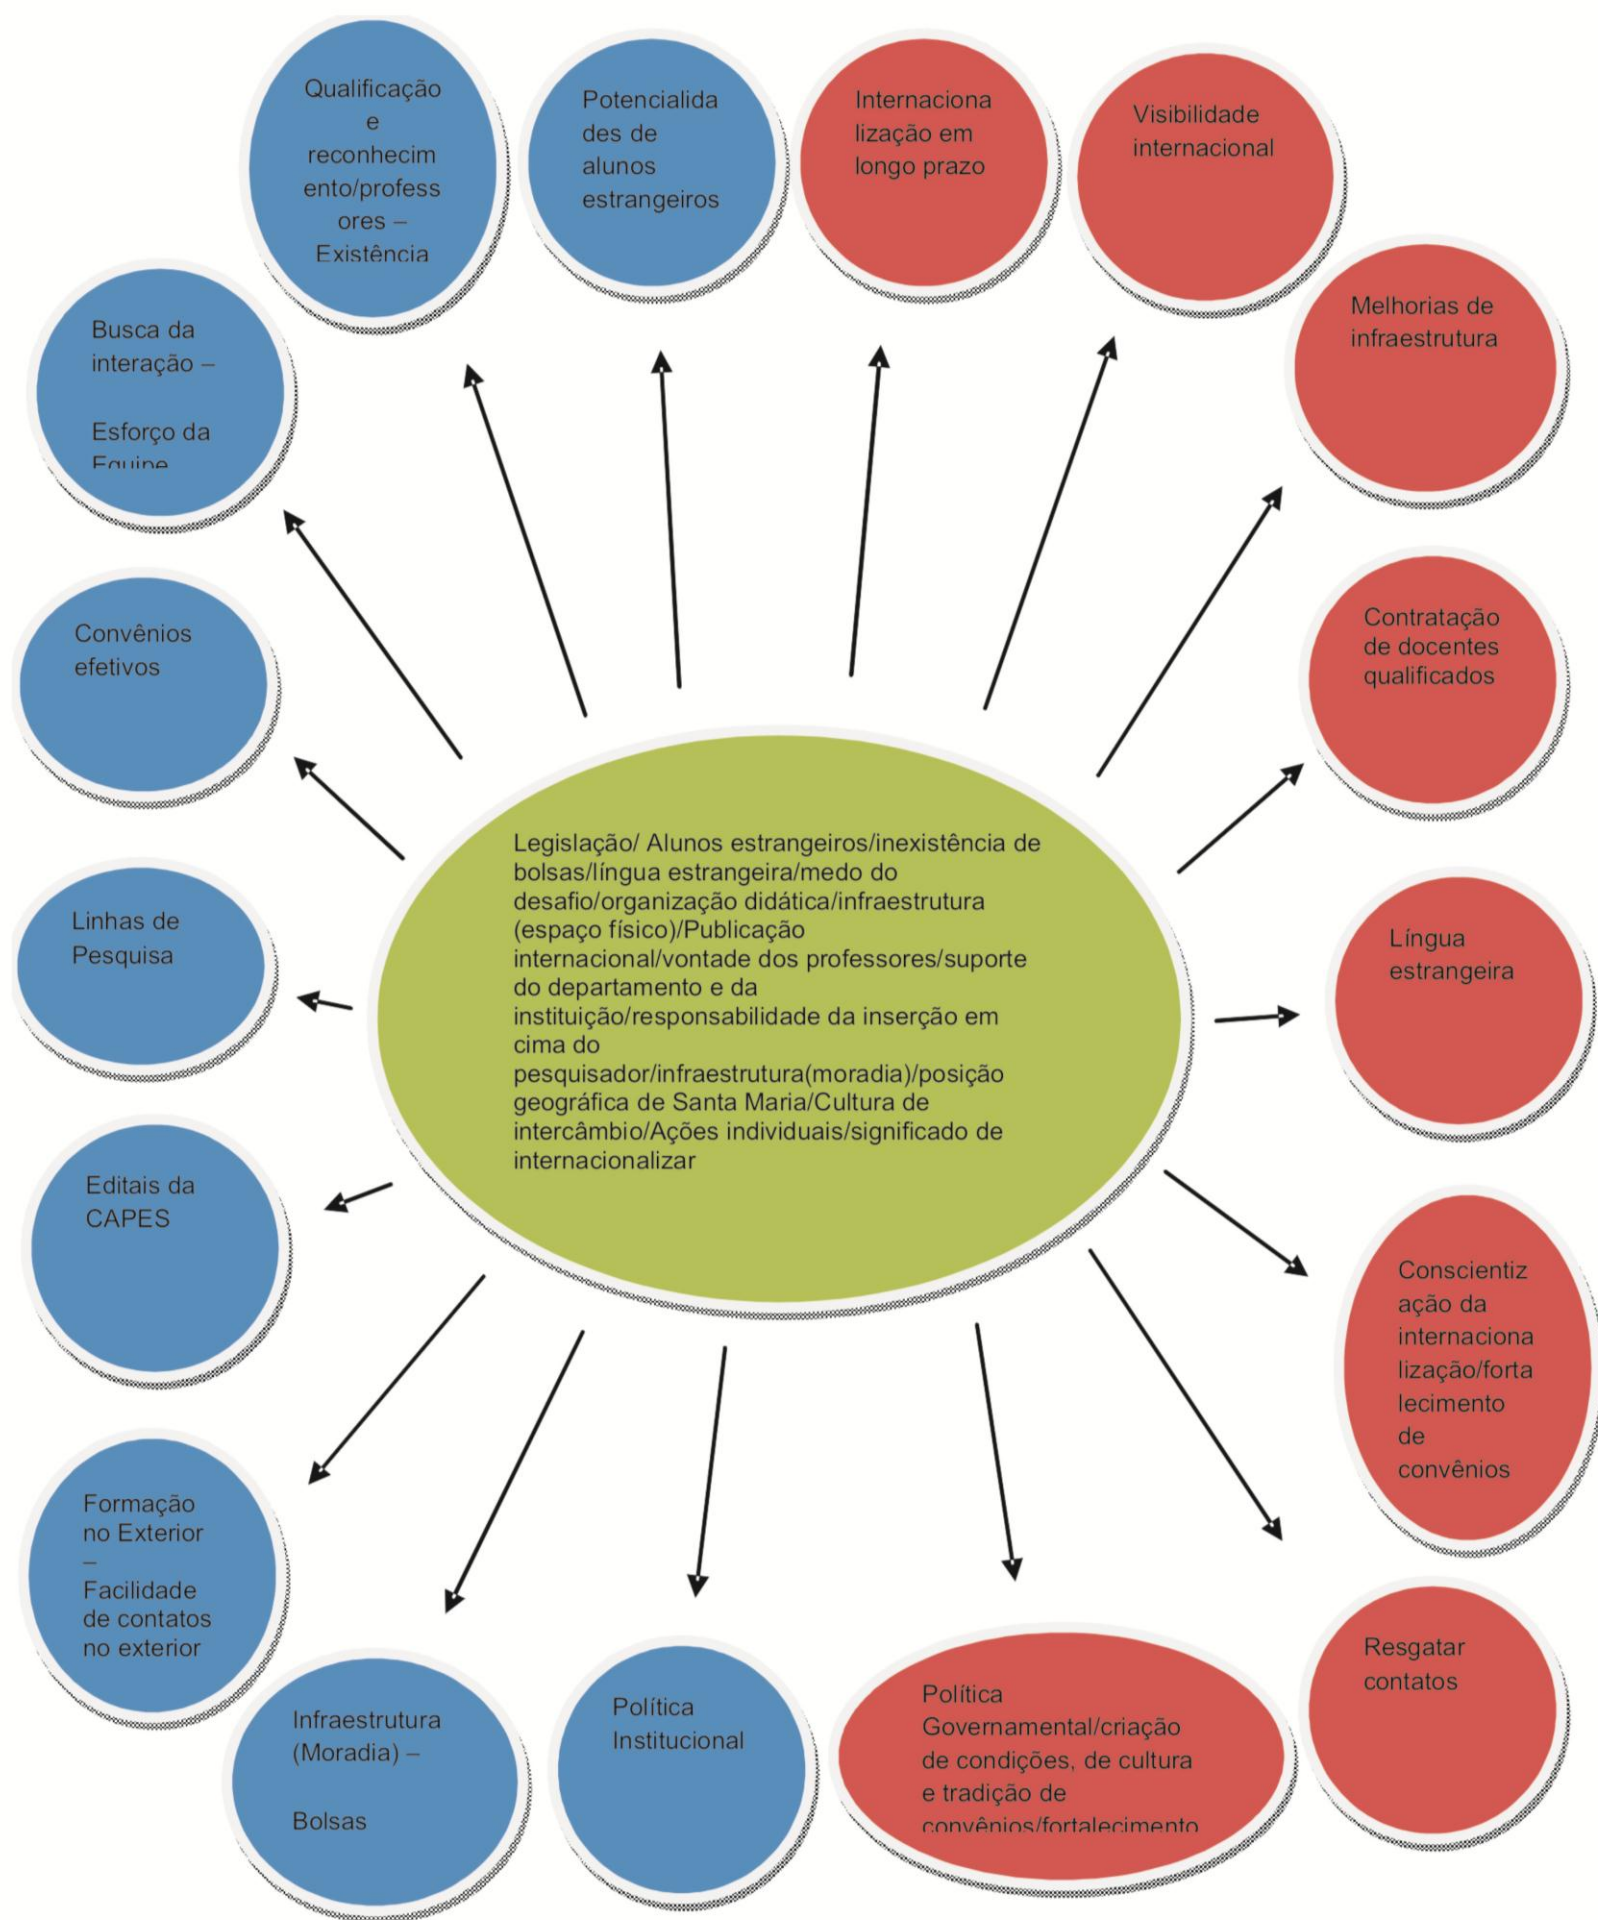 Qualificação
e
reconhecim
ento/profess
ores –
Existência
Potencialida
des de
alunos
estrangeiros
Internaciona
lização em
longo prazo
Visibilidade
internacional
Melhorias de
infraestrutura
Busca da
interação –
Esforço da
Equipe
Convênios
efetivos
Contratação
de docentes
qualificados
Legislação/ Alunos estrangeiros/inexistência de
bolsas/língua estrangeira/medo do
desafio/organização didática/infraestrutura
(espaço físico)/Publicação
internacional/vontade dos professores/suporte
do departamento e da
instituição/responsabilidade da inserção em
cima do
pesquisador/infraestrutura(moradia)/posição
geográfica de Santa Maria/Cultura de
intercâmbio/Ações individuais/significado de
internacionalizar
Linhas de
Pesquisa
Língua
estrangeira
Editais da
CAPES
Conscientiz
ação da
internaciona
lização/forta
lecimento
de
convênios
Formação
no Exterior
–
Facilidade
de contatos
no exterior
Infraestrutura
(Moradia) –
Bolsas
Política
Institucional
Política
Governamental/criação
de condições, de cultura
e tradição de
convênios/fortalecimento
Resgatar
contatos